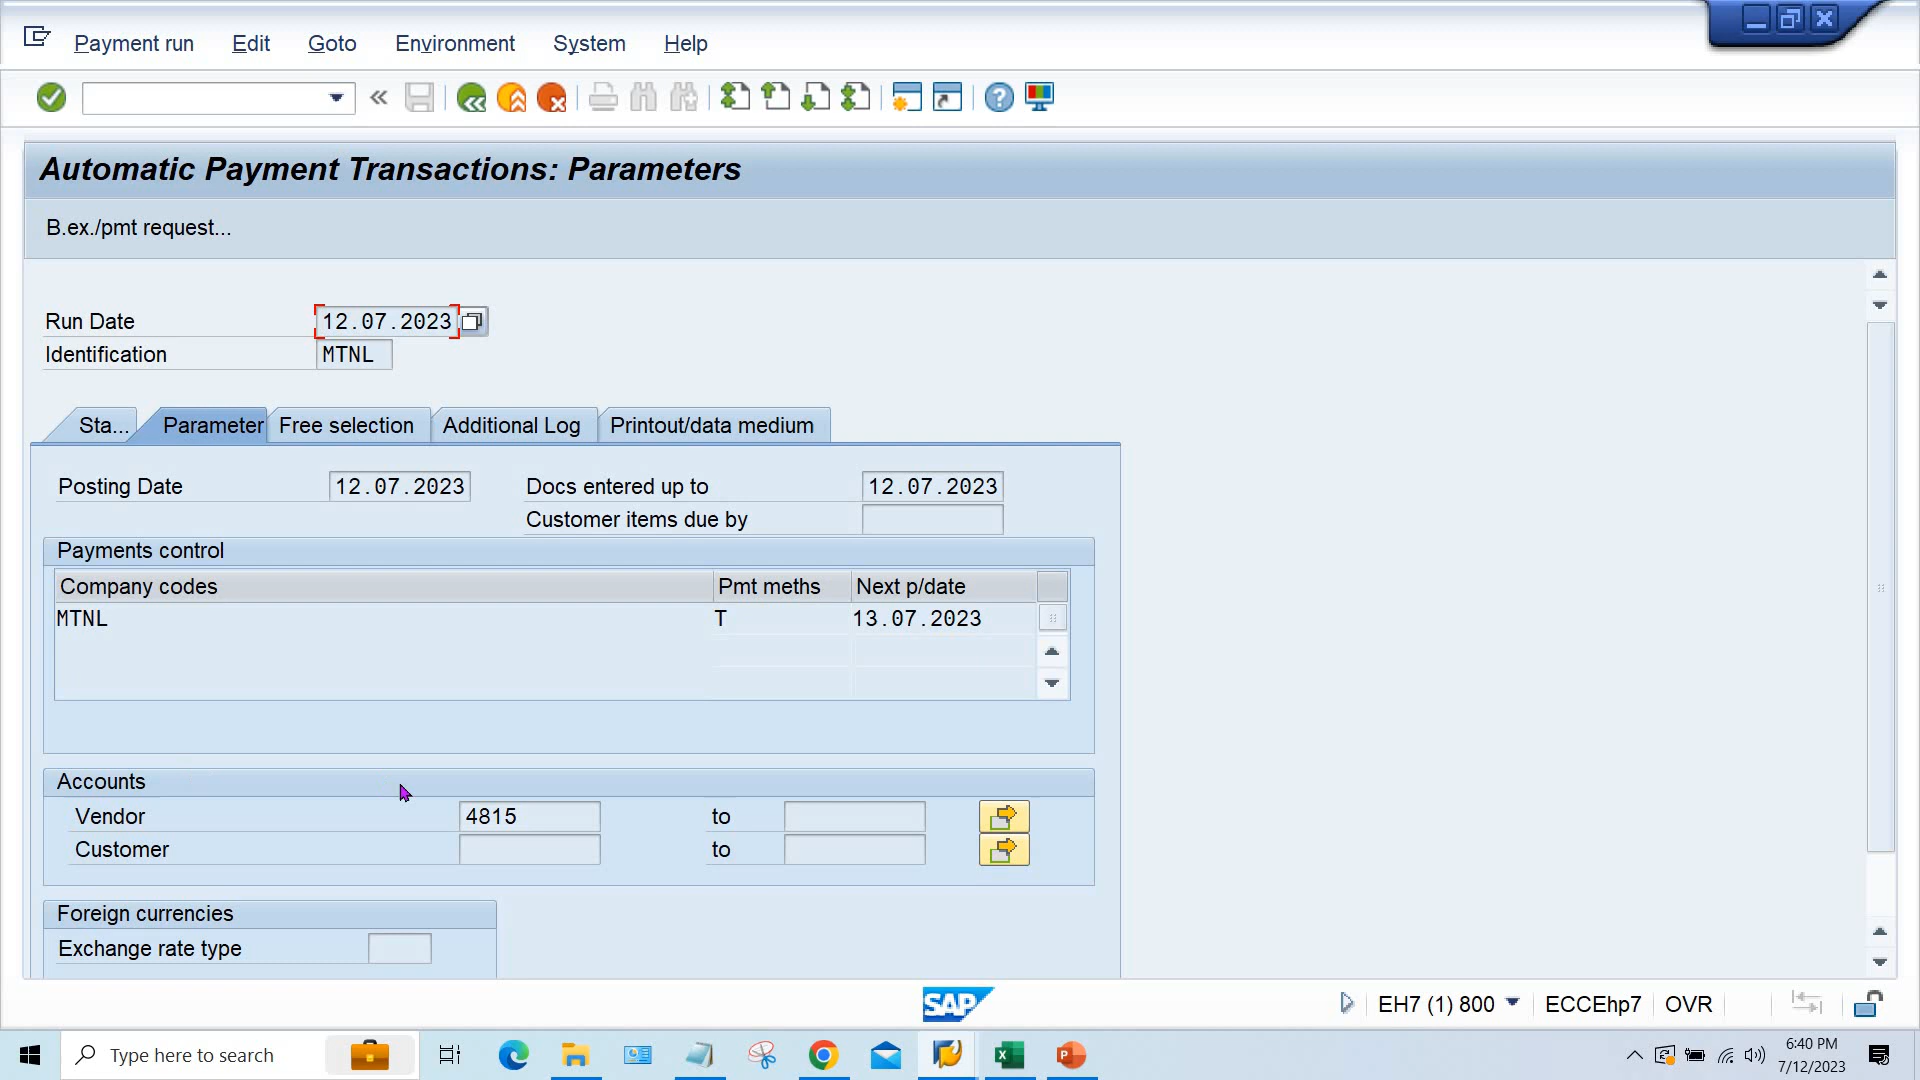 Payment run Edit Goto Environment System Help
Automatic Payment Transactions: Parameters
B.ex./pmt request...
Run Date 12.07.2023
Identification MTNL
Sta... Parameter Free selection Additional Log Printout/data medium
Posting Date 12.07.2023 Docs entered up to 12.07.2023
Customer items due by
Payments control
Company codes Pmt meths Next p/date
MTNL T 13.07.2023
Accounts
Vendor 4815 to
Customer to
Foreign currencies
Exchange rate type
SAP EH7 (1) 800 ECCEhp7 OVR
Type here to search
6:40 PM
7/12/2023